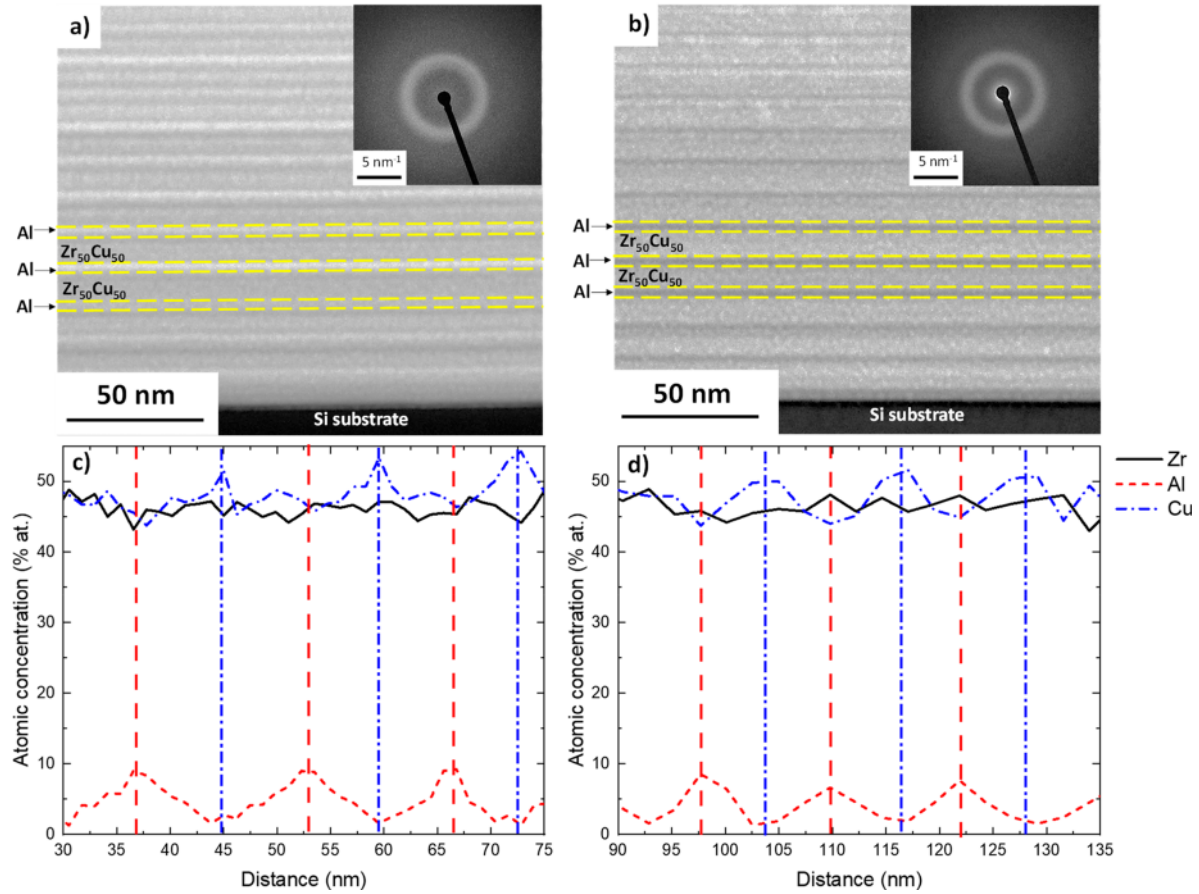 a)
5 nm⁻¹
Al
Zr₅₀Cu₅₀
Al
Zr₅₀Cu₅₀
Al
50 nm
Si substrate
b)
5 nm⁻¹
Al
Zr₅₀Cu₅₀
Al
Zr₅₀Cu₅₀
Al
50 nm
Si substrate
c)
Atomic concentration (% at.)
50
40
30
20
10
0
30 35 40 45 50 55 60 65 70 75
Distance (nm)
d)
Atomic concentration (% at.)
50
40
30
20
10
0
90 95 100 105 110 115 120 125 130 135
Distance (nm)
Zr
Al
Cu